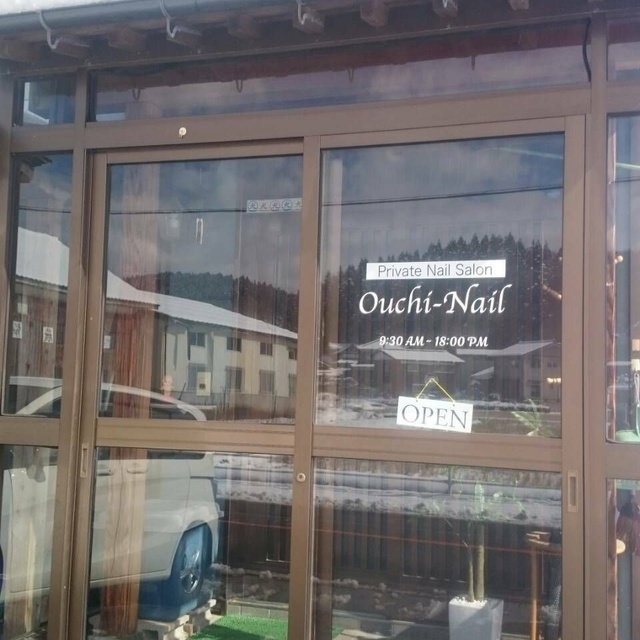 Private Nail Salon
Ouchi-Nail
9:30 AM - 18:00 PM
OPEN